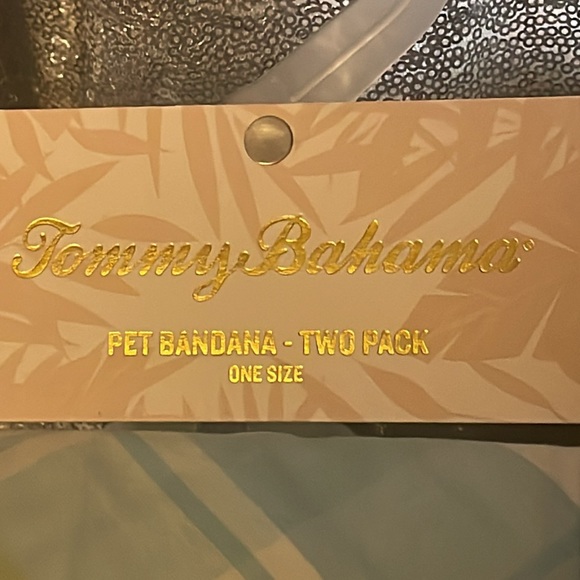 Tommy Bahama®
PET BANDANA - TWO PACK
ONE SIZE